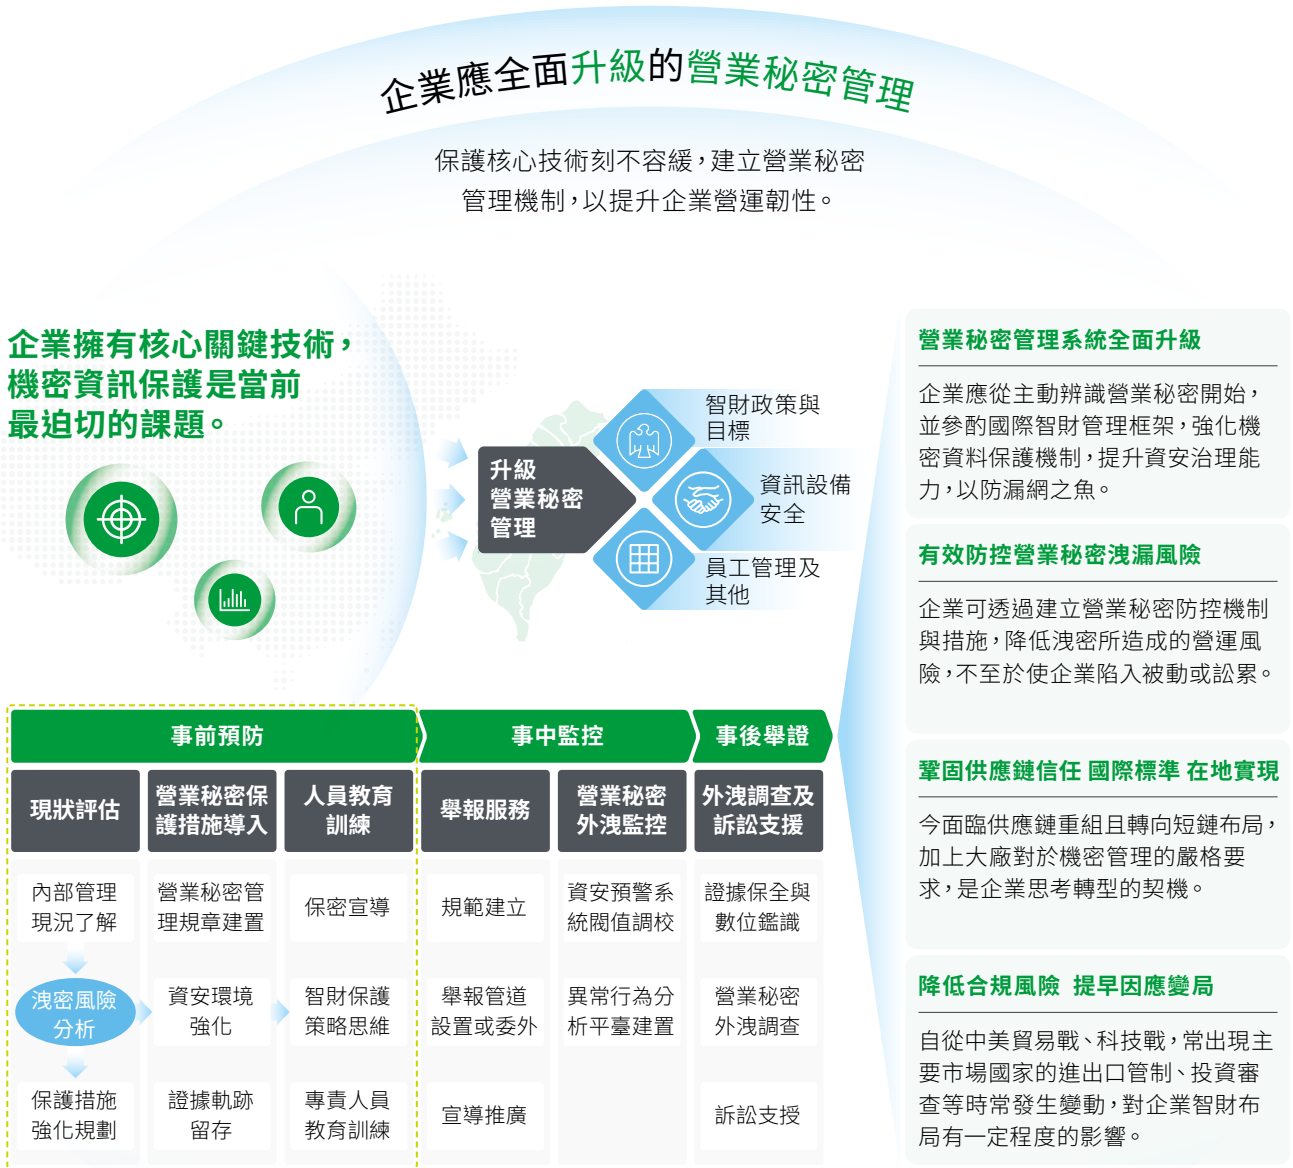 企業應全面升級的營業秘密管理
保護核心技術刻不容緩，建立營業秘密
管理機制，以提升企業營運韌性。
企業擁有核心關鍵技術，
機密資訊保護是當前
最迫切的課題。
升級
營業秘密
管理
智財政策與
目標
資訊設備
安全
員工管理及
其他
事前預防
事中監控
事後舉證
現狀評估
營業秘密保
護措施導入
人員教育
訓練
舉報服務
營業秘密
外洩監控
外洩調查及
訴訟支援
內部管理
現況了解
營業秘密管
理規章建置
保密宣導
規範建立
資安預警系
統閥值調校
證據保全與
數位鑑識
洩密風險
分析
資安環境
強化
智財保護
策略思維
舉報管道
設置或委外
異常行為分
析平臺建置
營業秘密
外洩調查
保護措施
強化規劃
證據軌跡
留存
專責人員
教育訓練
宣導推廣
訴訟支授
營業秘密管理系統全面升級
企業應從主動辨識營業秘密開始，
並參酌國際智財管理框架，強化機
密資料保護機制，提升資安治理能
力，以防漏網之魚。
有效防控營業秘密洩漏風險
企業可透過建立營業秘密防控機制
與措施，降低洩密所造成的營運風
險，不至於使企業陷入被動或訟累。
鞏固供應鏈信任 國際標準 在地實現
今面臨供應鏈重組且轉向短鏈布局，
加上大廠對於機密管理的嚴格要
求，是企業思考轉型的契機。
降低合規風險 提早因應變局
自從中美貿易戰、科技戰，常出現主
要市場國家的進出口管制、投資審
查等時常發生變動，對企業智財布
局有一定程度的影響。